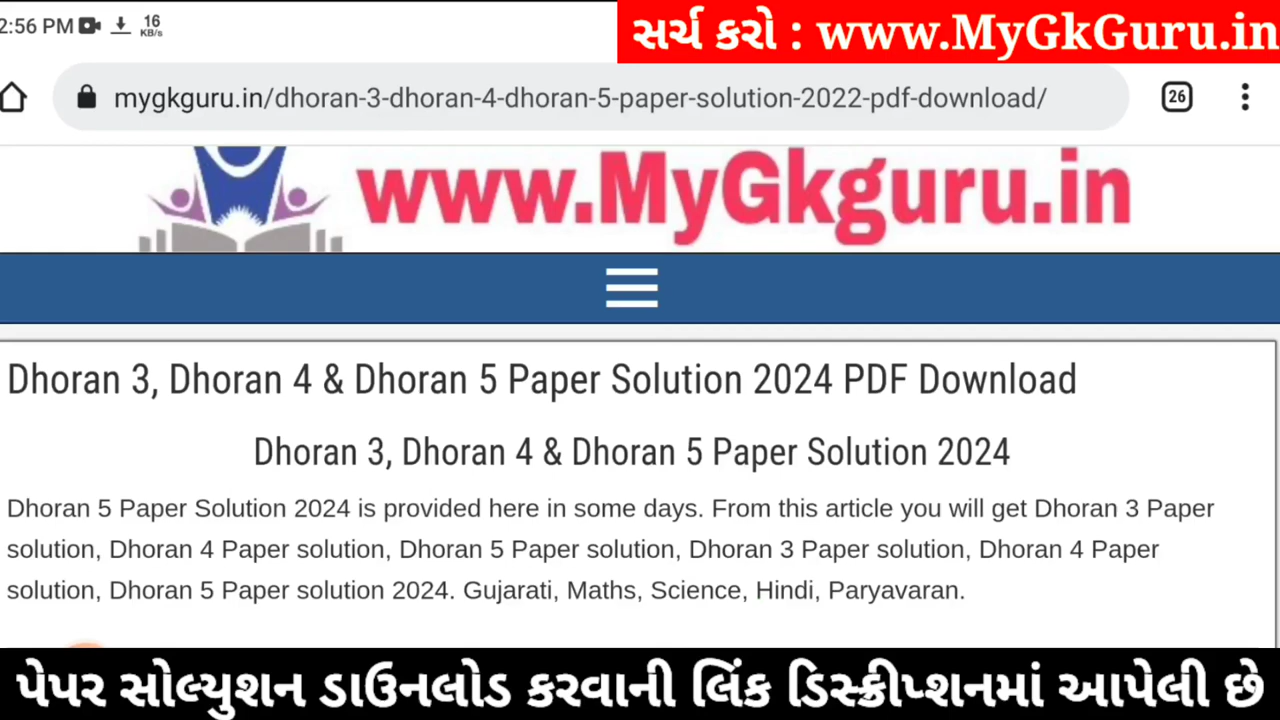 2:56 PM 16 KB/s
સર્ચ કરો : www.MyGkGuru.in
mygkguru.in/dhoran-3-dhoran-4-dhoran-5-paper-solution-2022-pdf-download/
26
www.MyGkguru.in
Dhoran 3, Dhoran 4 & Dhoran 5 Paper Solution 2024 PDF Download
Dhoran 3, Dhoran 4 & Dhoran 5 Paper Solution 2024
Dhoran 5 Paper Solution 2024 is provided here in some days. From this article you will get Dhoran 3 Paper
solution, Dhoran 4 Paper solution, Dhoran 5 Paper solution, Dhoran 3 Paper solution, Dhoran 4 Paper
solution, Dhoran 5 Paper solution 2024. Gujarati, Maths, Science, Hindi, Paryavaran.
પેપર સોલ્યુશન ડાઉનલોડ કરવાની લિંક ડિસ્ક્રીપ્શનમાં આપેલી છે